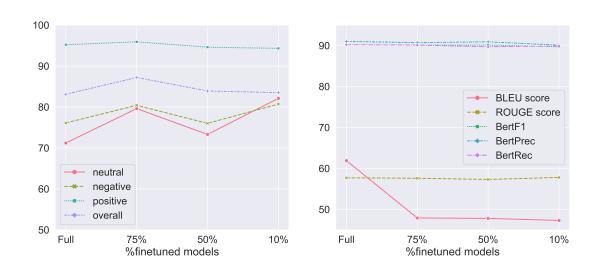 100
90
80
70
60
50
neutral
negative
positive
overall
Full 75% 50% 10%
%finetuned models
90
80
70
60
50
BLEU score
ROUGE score
BertF1
BertPrec
BertRec
Full 75% 50% 10%
%finetuned models